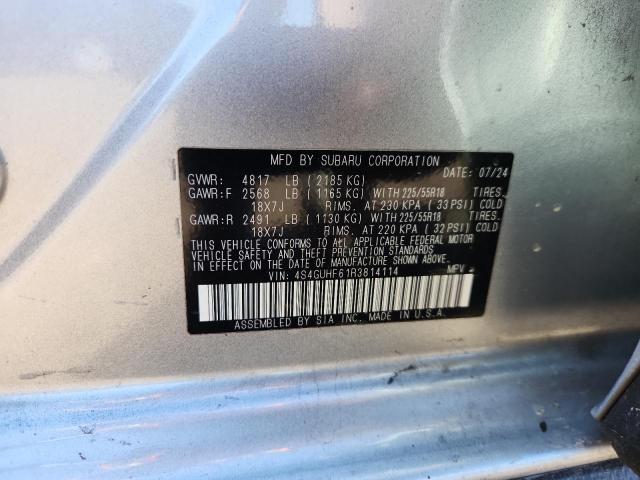 MFD BY SUBARU CORPORATION
DATE: 07/24
GVWR: 4817 LB (2185 KG)
GAWR:F 2568 LB (1165 KG) WITH 225/55R18 TIRES,
18X7J RIMS, AT 230 KPA (33 PSI) COLD
GAWR:R 2491 LB (1130 KG) WITH 225/55R18 TIRES,
18X7J RIMS, AT 220 KPA (32 PSI) COLD
THIS VEHICLE CONFORMS TO ALL APPLICABLE FEDERAL MOTOR
VEHICLE SAFETY AND BUMPER STANDARDS
IN EFFECT ON THE DATE OF MANUFACTURE SHOWN ABOVE.
VIN: 4S4GUHF61R3814114 MPV
ASSEMBLED BY SIA INC. MADE IN U.S.A.